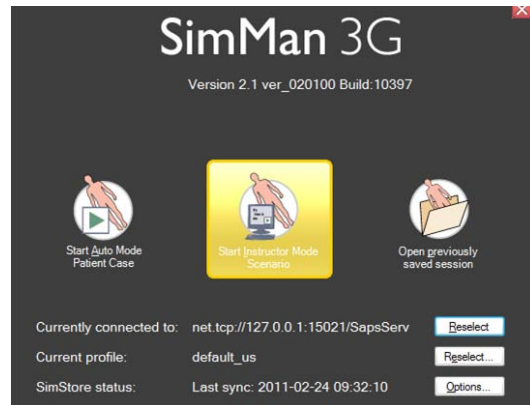 SimMan 3G
Version 2.1 ver_020100 Build:10397
Start Auto Mode
Patient Case
Start Instructor Mode
Scenario
Open previously
saved session
Currently connected to: net.tcp://127.0.0.1:15021/SapsServ Reselect
Current profile: default_us Reselect...
SimStore status: Last sync: 2011-02-24 09:32:10 Options...